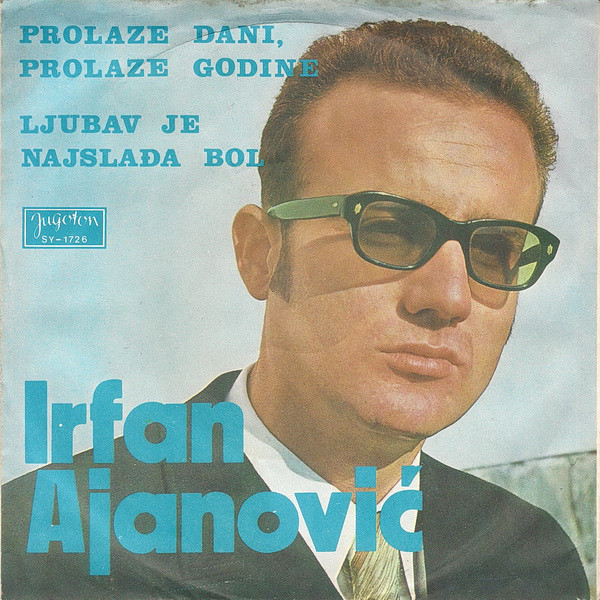 PROLAZE DANI,
PROLAZE GODINE
LJUBAV JE
NAJSLAĐA BOL
Jugoton
SY-1726
Irfan
Ajanović